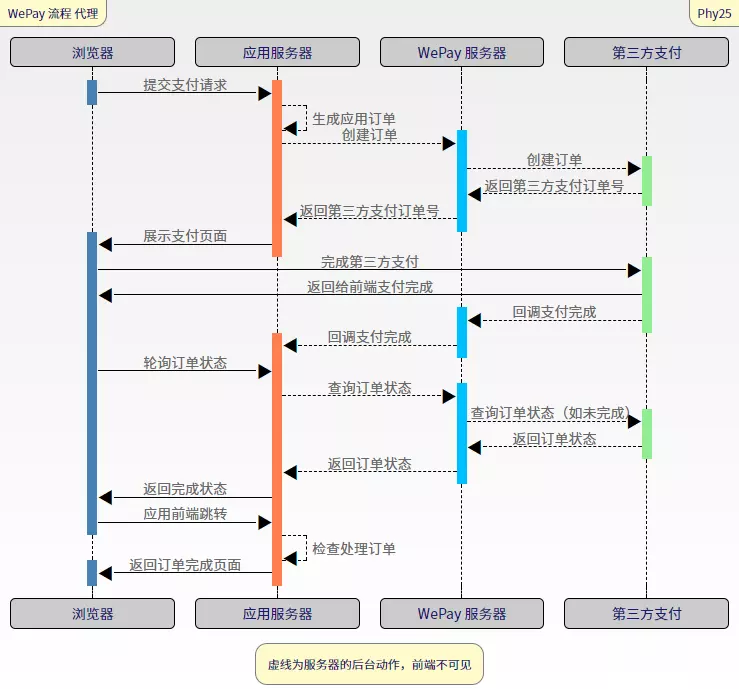 WePay 流程 代理
Phy25
浏览器
应用服务器
WePay 服务器
第三方支付
提交支付请求
生成应用订单
创建订单
创建订单
返回第三方支付订单号
返回第三方支付订单号
展示支付页面
完成第三方支付
返回给前端支付完成
回调支付完成
回调支付完成
轮询订单状态
查询订单状态
查询订单状态（如未完成）
返回订单状态
返回订单状态
返回完成状态
应用前端跳转
检查处理订单
返回订单完成页面
浏览器
应用服务器
WePay 服务器
第三方支付
虚线为服务器的后台动作，前端不可见